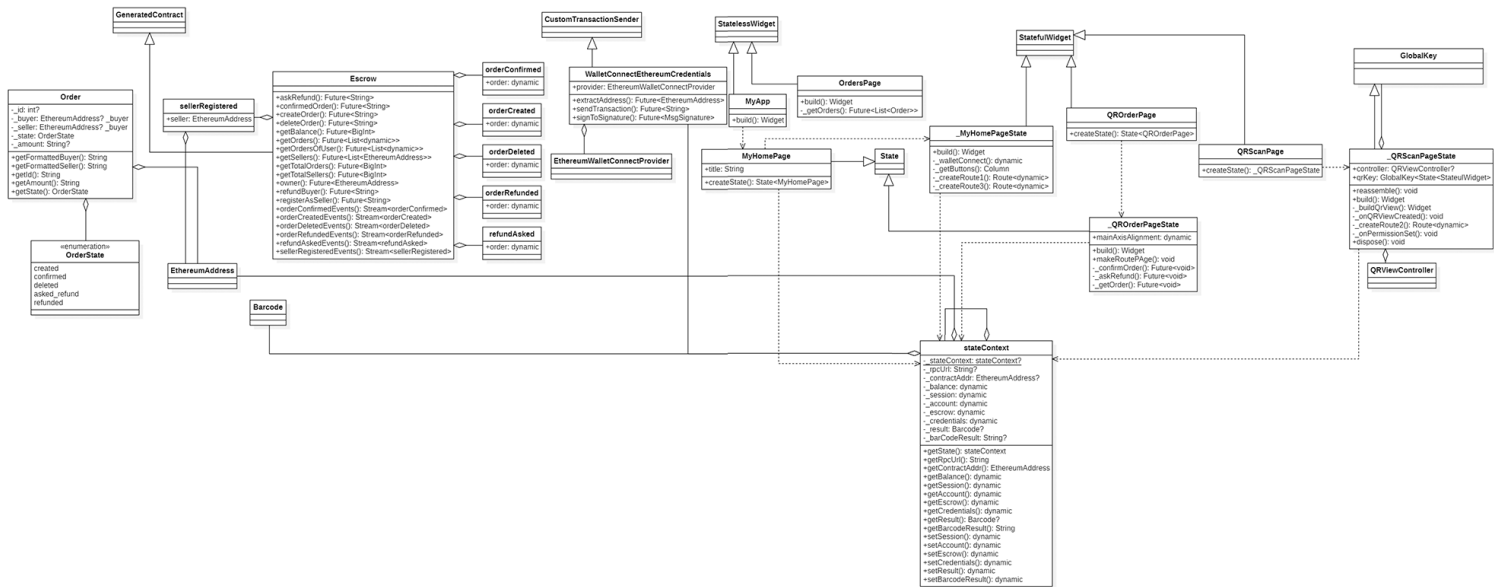 GeneratedContract
CustomTransactionSender
StatelessWidget
StatefulWidget
GlobalKey
Order
-_id: int?
-_buyer: EthereumAddress? _buyer
-_seller: EthereumAddress? _buyer
-_state: OrderState
-_amount: String?
+getFormattedBuyer(): String
+getFormattedSeller(): String
+getId(): String
+getAmount(): String
+getState(): OrderState
sellerRegistered
+seller: EthereumAddress
Escrow
+askRefund(): Future<String>
+confirmedOrder(): Future<String>
+createOrder(): Future<String>
+deleteOrder(): Future<String>
+getBalance(): Future<BigInt>
+getOrders(): Future<List<dynamic>>
+getOrdersOfUser(): Future<List<dynamic>>
+getSellers(): Future<List<EthereumAddress>>
+getTotalOrders(): Future<BigInt>
+getTotalSellers(): Future<BigInt>
+owner(): Future<EthereumAddress>
+refundBuyer(): Future<String>
+registerAsSeller(): Future<String>
+orderConfirmedEvents(): Stream<orderConfirmed>
+orderCreatedEvents(): Stream<orderCreated>
+orderDeletedEvents(): Stream<orderDeleted>
+orderRefundedEvents(): Stream<orderRefunded>
+refundAskedEvents(): Stream<refundAsked>
+sellerRegisteredEvents(): Stream<sellerRegistered>
orderConfirmed
+order: dynamic
orderCreated
+order: dynamic
orderDeleted
+order: dynamic
orderRefunded
+order: dynamic
refundAsked
+order: dynamic
WalletConnectEthereumCredentials
+provider: EthereumWalletConnectProvider
+extractAddress(): Future<EthereumAddress>
+sendTransaction(): Future<String>
+signToSignature(): Future<MsgSignature>
EthereumWalletConnectProvider
MyApp
+build(): Widget
OrdersPage
+build(): Widget
-_getOrders(): Future<List<Order>>
MyHomePage
+title: String
+createState(): State<MyHomePage>
State
_MyHomePageState
+build(): Widget
-_walletConnect(): dynamic
-_getButtons(): Column
-_createRoute1(): Route<dynamic>
-_createRoute3(): Route<dynamic>
QROrderPage
+createState(): State<QROrderPage>
QRScanPage
+createState(): _QRScanPageState
_QRScanPageState
+controller: QRViewController?
+qrKey: GlobalKey<State<StateulWidget>
+reassemble(): void
+build(): Widget
-_buildQrView(): Widget
-_onQRViewCreated(): void
-_createRoute2(): Route<dynamic>
-_onPermissionSet(): void
+dispose(): void
_QROrderPageState
+mainAxisAlignment: dynamic
+build(): Widget
+makeRoutePAge(): void
-_confirmOrder(): Future<void>
-_askRefund(): Future<void>
-_getOrder(): Future<void>
QRViewController
«enumeration»
OrderState
created
confirmed
deleted
asked_refund
refunded
EthereumAddress
Barcode
stateContext
-_stateContext: stateContext?
-_rpcUrl: String?
-_contractAddr: EthereumAddress?
-_balance: dynamic
-_session: dynamic
-_account: dynamic
-_escrow: dynamic
-_credentials: dynamic
-_result: Barcode?
-_barCodeResult: String?
+getState(): stateContext
+getRpcUrl(): String
+getContractAddr(): EthereumAddress
+getBalance(): dynamic
+getSession(): dynamic
+getAccount(): dynamic
+getEscrow(): dynamic
+getCredentials(): dynamic
+getResult(): Barcode?
+getBarcodeResult(): String
+setSession(): dynamic
+setAccount(): dynamic
+setEscrow(): dynamic
+setCredentials(): dynamic
+setResult(): dynamic
+setBarcodeResult(): dynamic